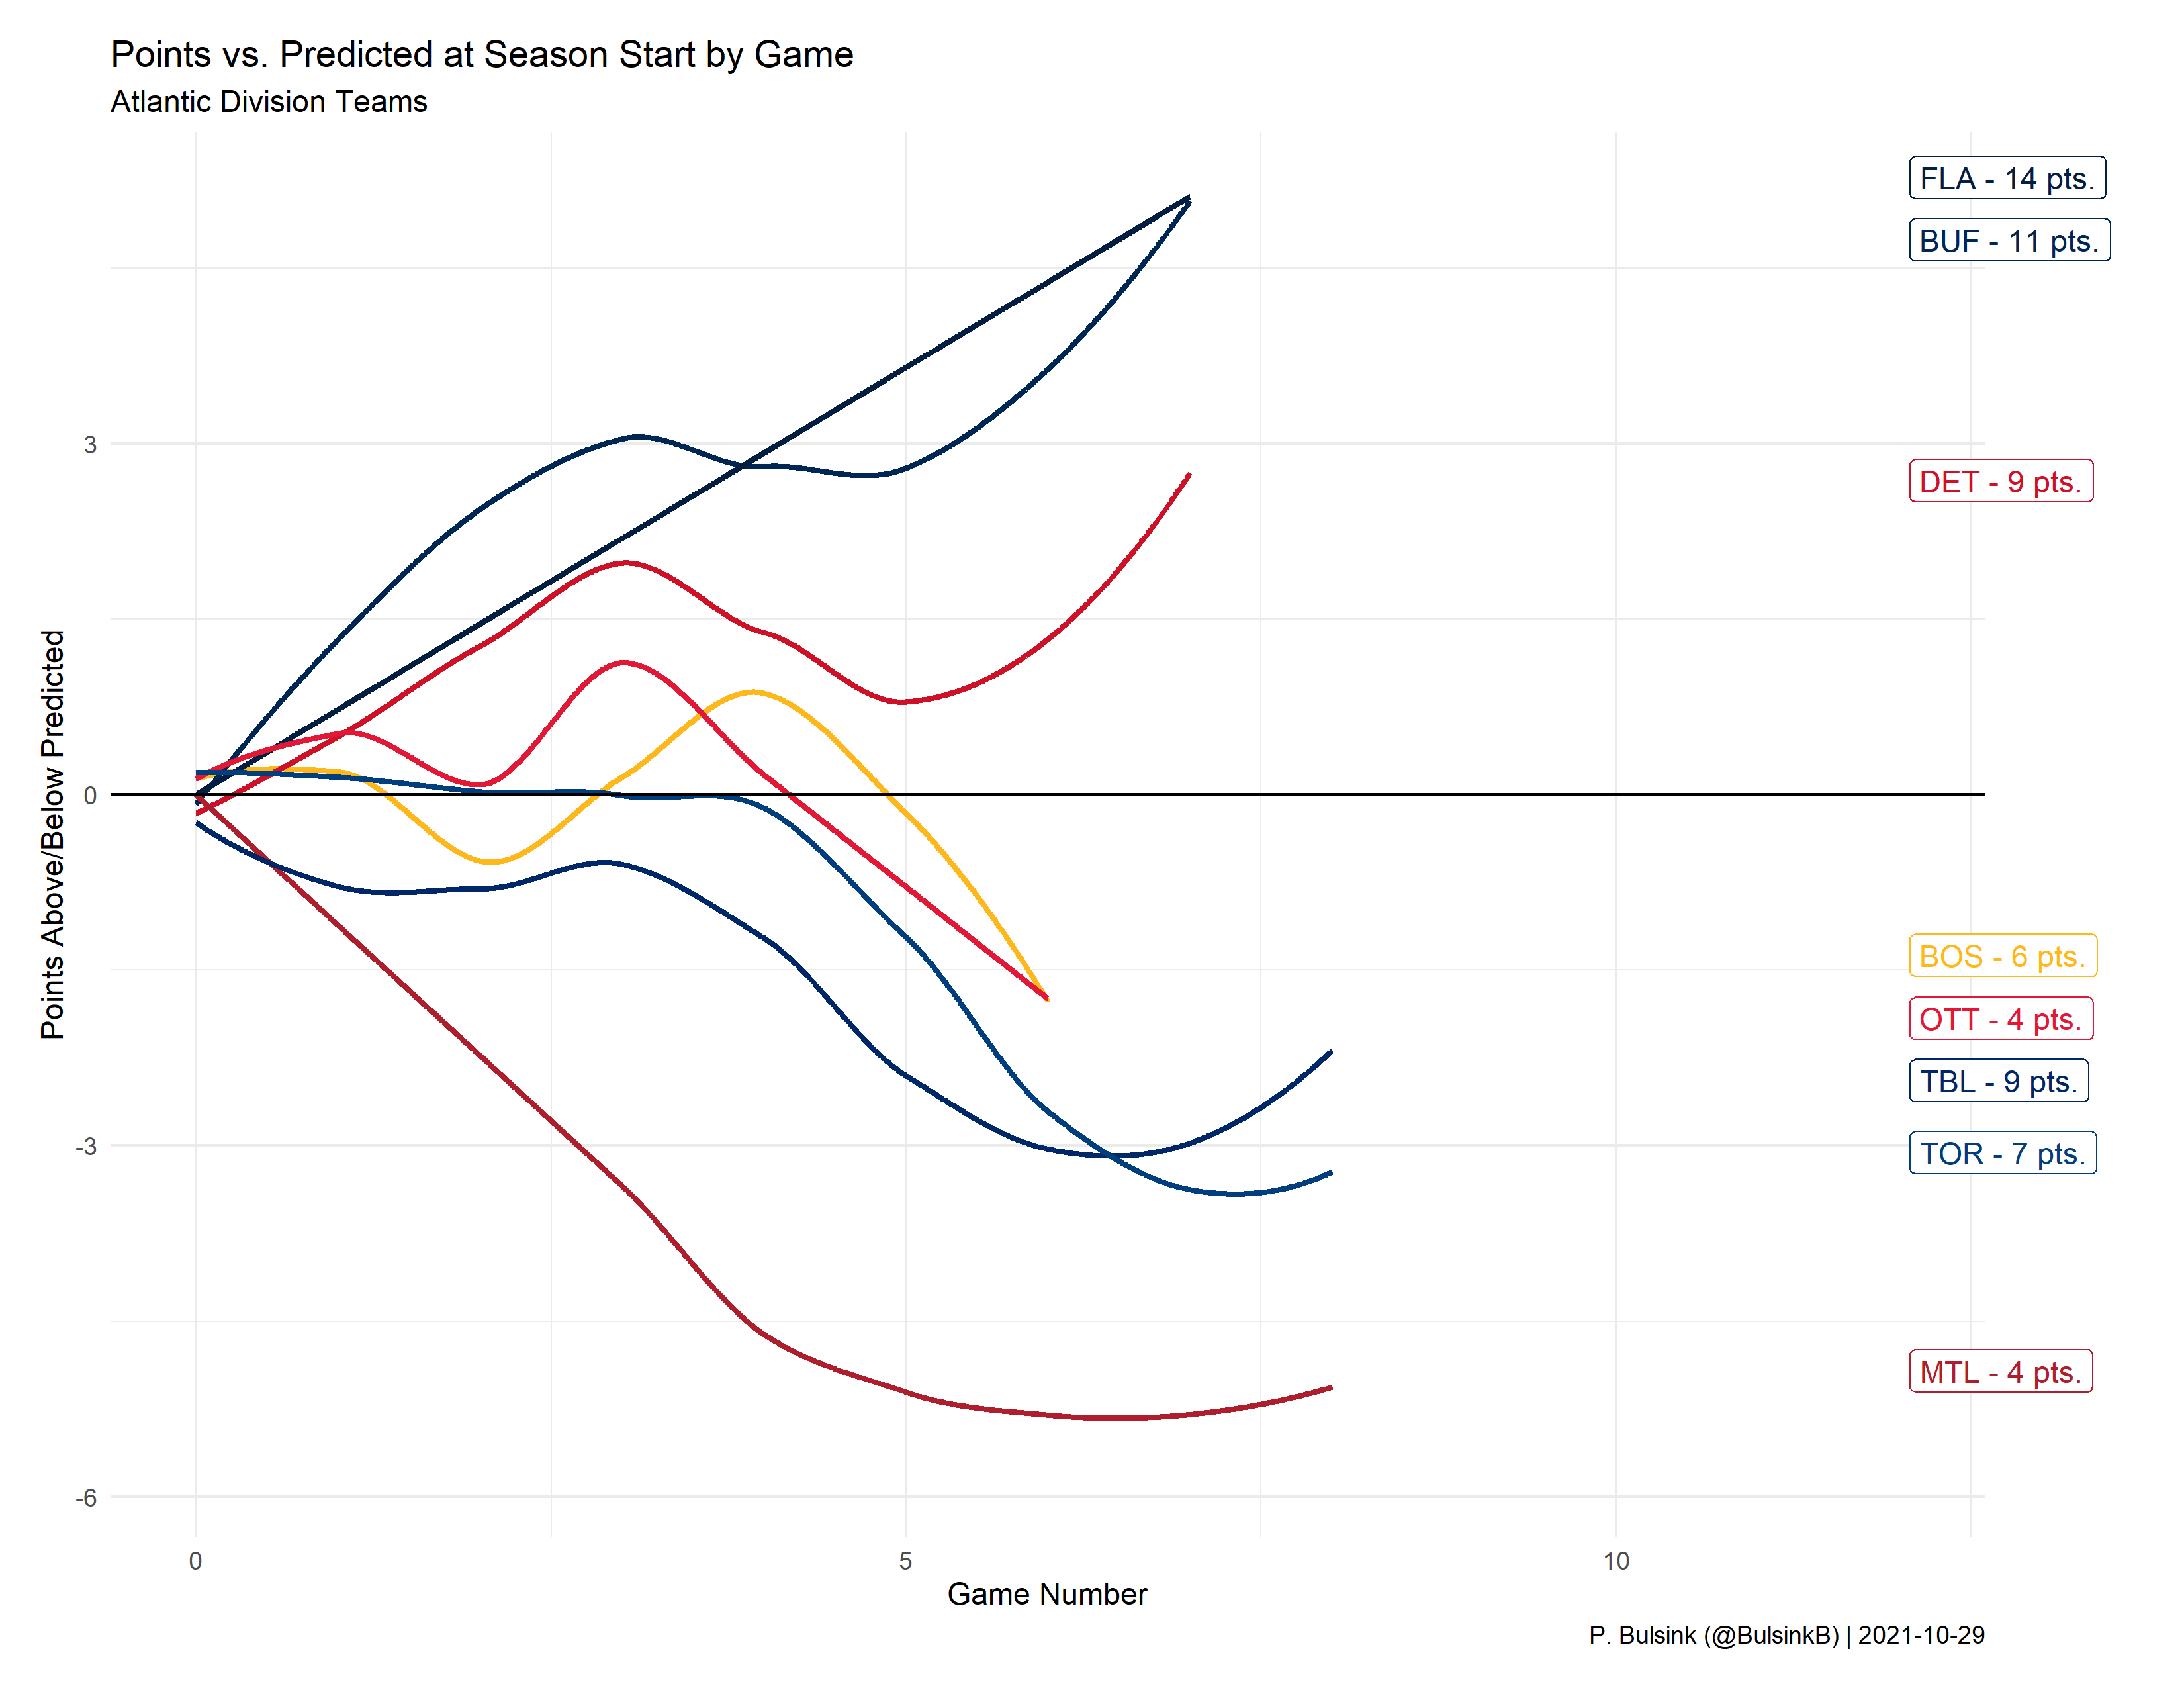 Points vs. Predicted at Season Start by Game
Atlantic Division Teams
Points Above/Below Predicted
3
0
-3
-6
0
5
10
Game Number
FLA - 14 pts.
BUF - 11 pts.
DET - 9 pts.
BOS - 6 pts.
OTT - 4 pts.
TBL - 9 pts.
TOR - 7 pts.
MTL - 4 pts.
P. Bulsink (@BulsinkB) | 2021-10-29